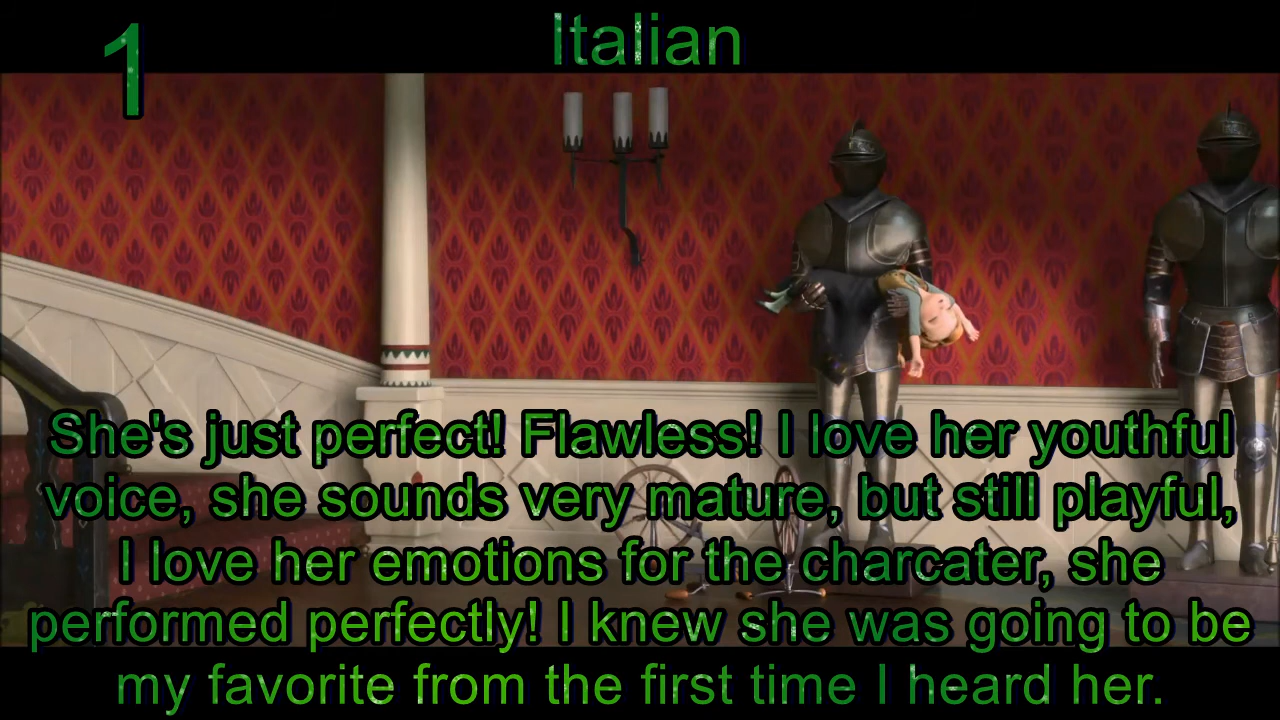 1
Italian
She's just perfect! Flawless! I love her youthful
voice, she sounds very mature, but still playful,
I love her emotions for the charcater, she
performed perfectly! I knew she was going to be
my favorite from the first time I heard her.